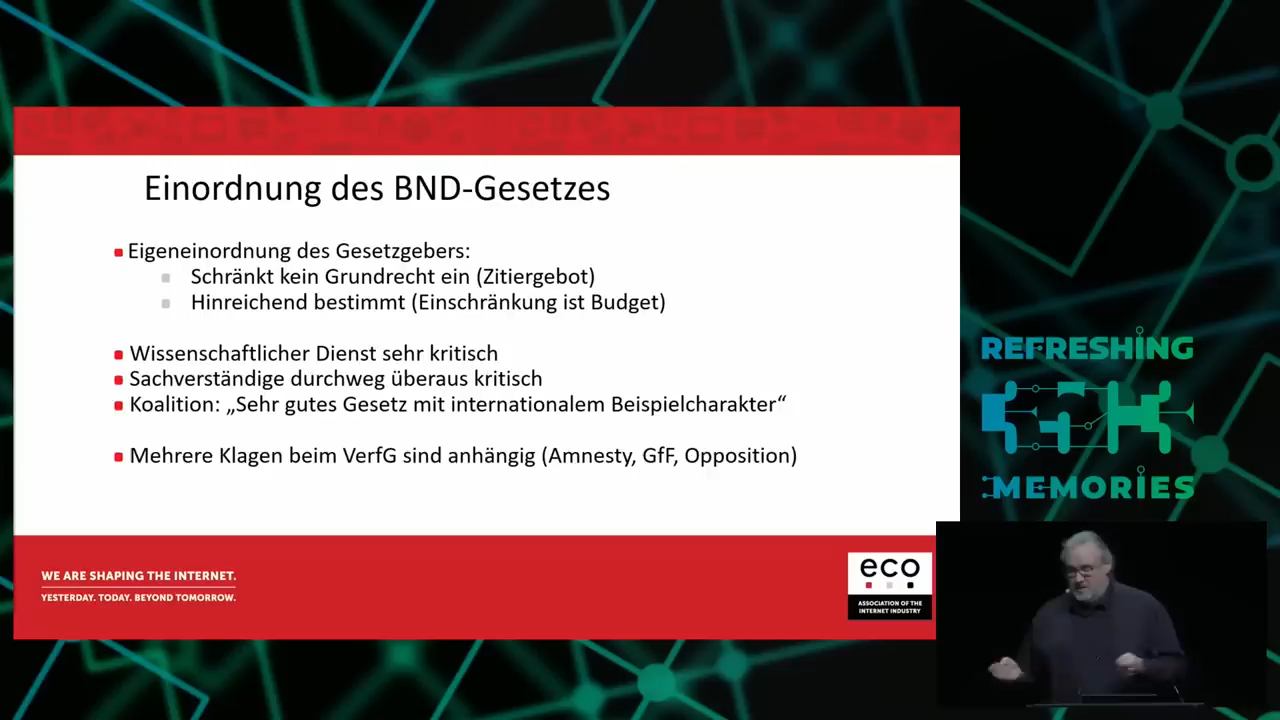 Einordnung des BND-Gesetzes
Eigeneinordnung des Gesetzgebers:
Schränkt kein Grundrecht ein (Zitiergebot)
Hinreichend bestimmt (Einschränkung ist Budget)
Wissenschaftlicher Dienst sehr kritisch
Sachverständige durchweg überaus kritisch
Koalition: „Sehr gutes Gesetz mit internationalem Beispielcharakter“
Mehrere Klagen beim VerfG sind anhängig (Amnesty, GfF, Opposition)
WE ARE SHAPING THE INTERNET.
YESTERDAY. TODAY. BEYOND TOMORROW.
eco
ASSOCIATION OF THE
INTERNET INDUSTRY
REFRESHING
MEMORIES